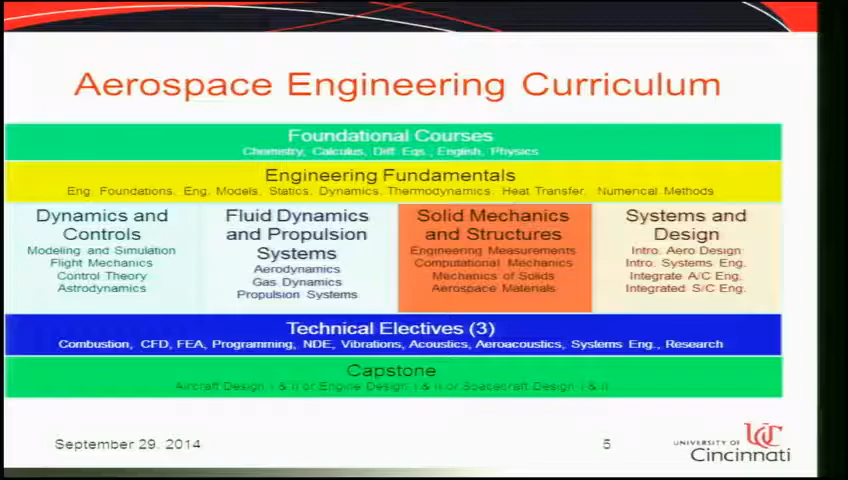 Aerospace Engineering Curriculum
Foundational Courses
Chemistry, Calculus, Diff. Eqs., English, Physics
Engineering Fundamentals
Eng. Foundations, Eng. Models, Statics, Dynamics, Thermodynamics, Heat Transfer, Numerical Methods
Dynamics and
Controls
Modeling and Simulation
Flight Mechanics
Control Theory
Astrodynamics
Fluid Dynamics
and Propulsion
Systems
Aerodynamics
Gas Dynamics
Propulsion Systems
Solid Mechanics
and Structures
Engineering Measurements
Computational Mechanics
Mechanics of Solids
Aerospace Materials
Systems and
Design
Intro. Aero Design
Intro. Systems Eng.
Integrate A/C Eng.
Integrated S/C Eng.
Technical Electives (3)
Combustion, CFD, FEA, Programming, NDE, Vibrations, Acoustics, Aeroacoustics, Systems Eng., Research
Capstone
Aircraft Design I & II or Engine Design I & II or Spacecraft Design I & II
September 29, 2014
5
UNIVERSITY OF
UC
Cincinnati